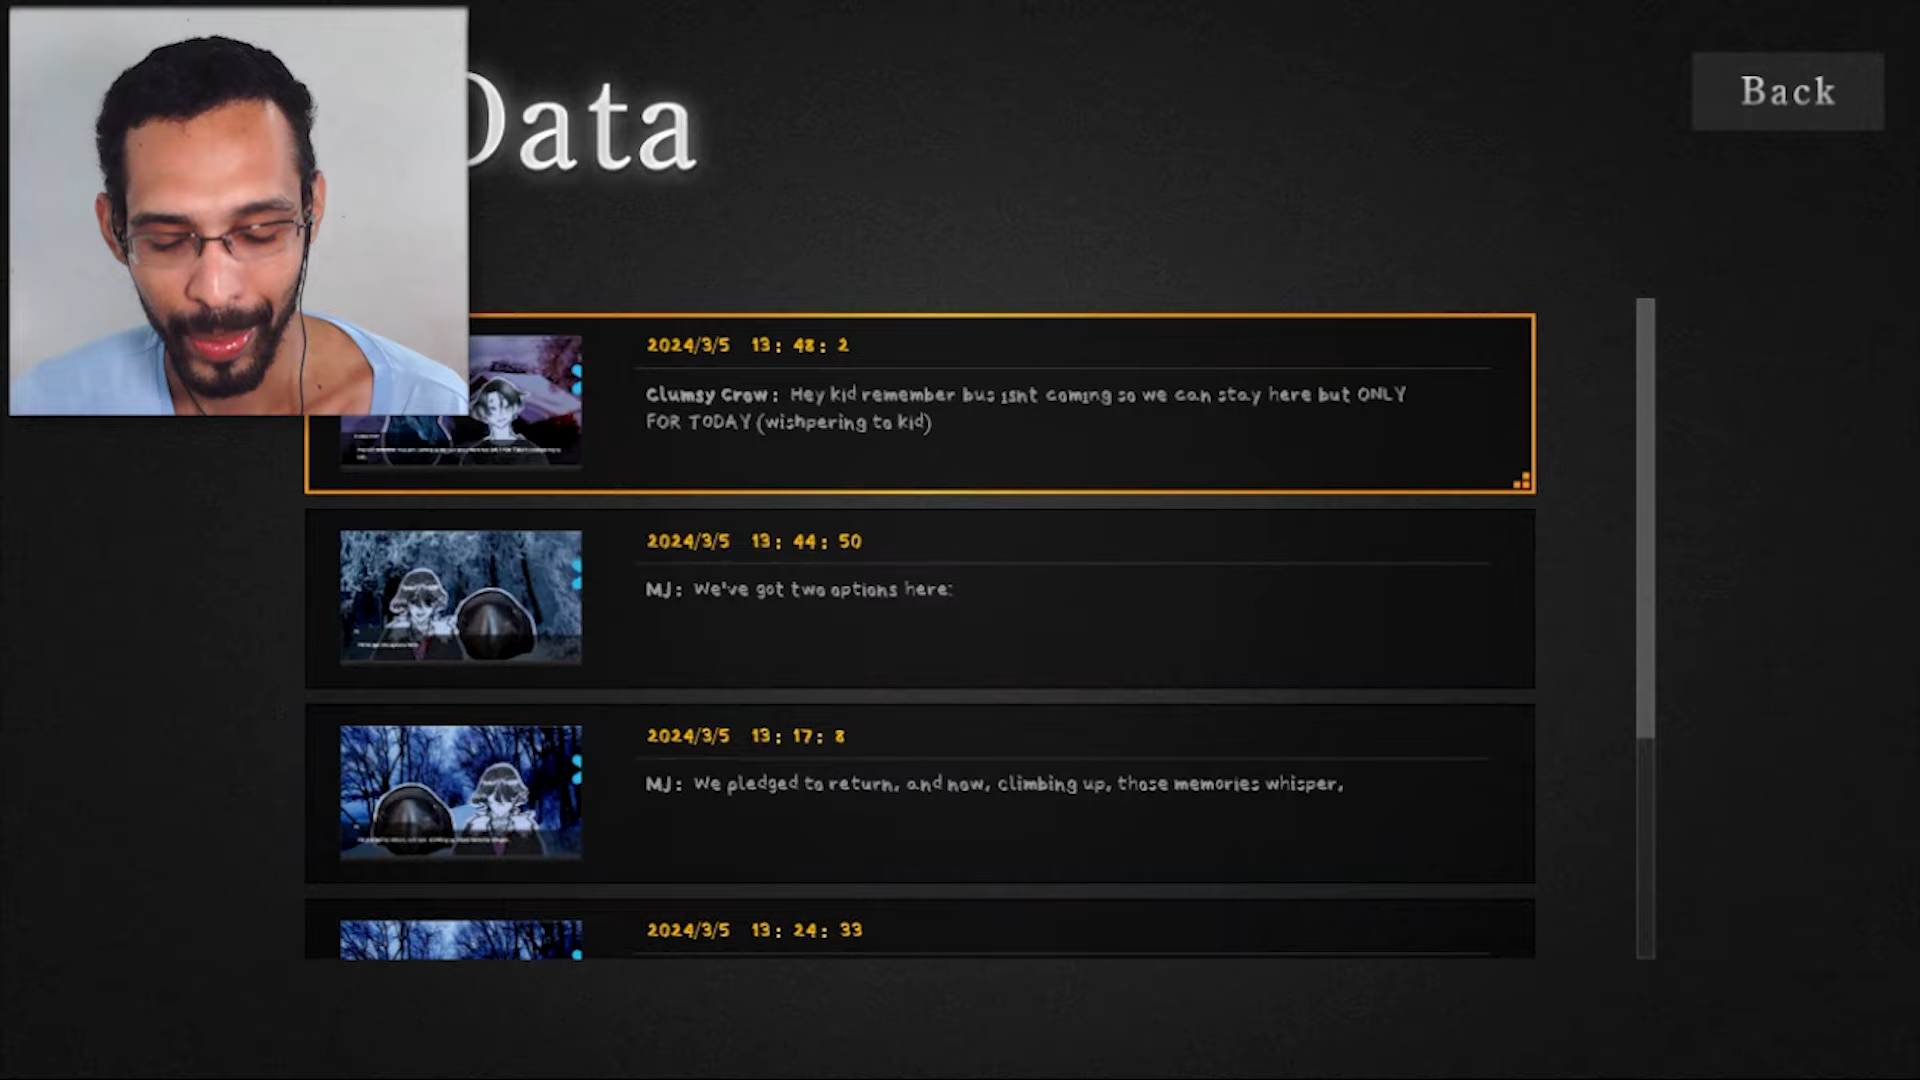 Data
Back
2024/3/5 13: 48: 2
Clumsy Crow: Hey kid remember bus isnt coming so we can stay here but ONLY
FOR TODAY (wishpering to kid)
2024/3/5 13: 44: 50
MJ: We've got two options here:
2024/3/5 13: 17: 8
MJ: We pledged to return, and now, climbing up, those memories whisper,
2024/3/5 13: 24: 33